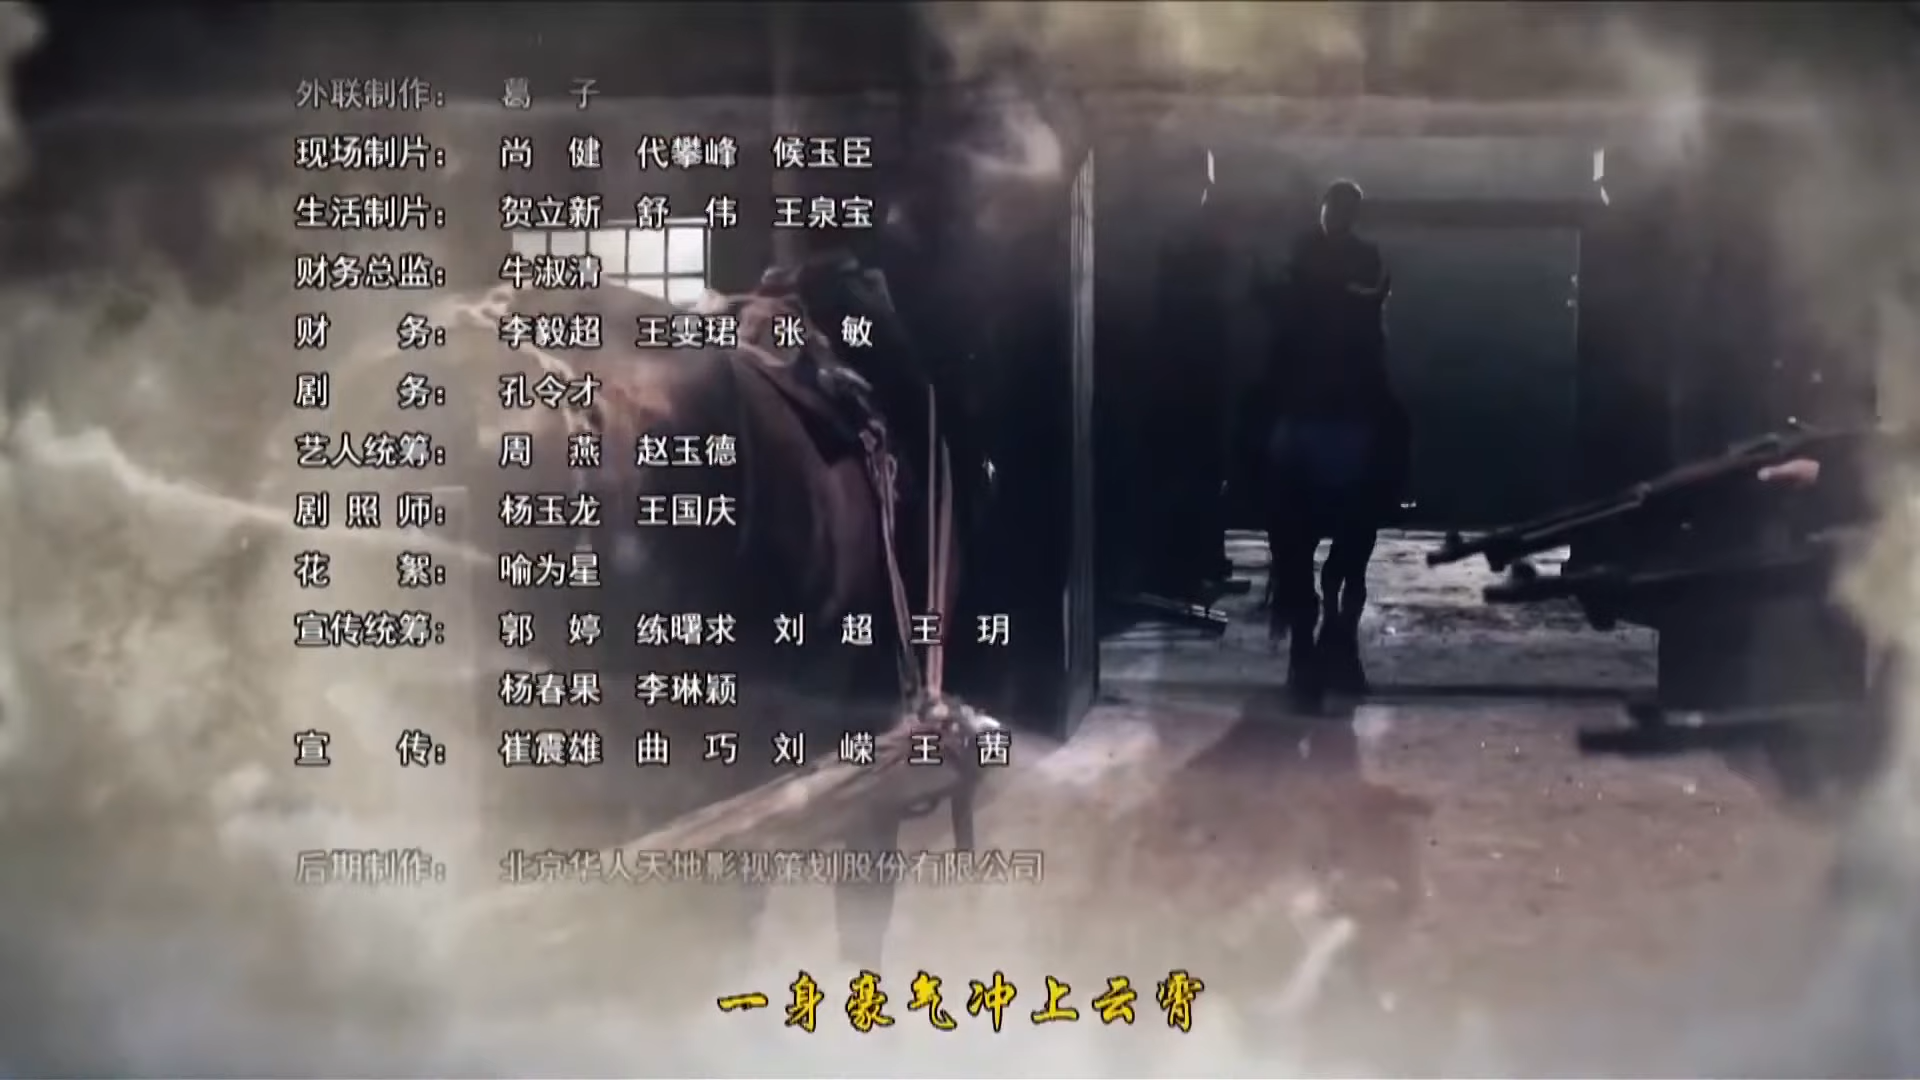 外联制作： 葛 子
现场制片： 尚 健 代攀峰 候玉臣
生活制片： 贺立新 舒 伟 王泉宝
财务总监： 牛淑清
财 务： 李毅超 王雯珺 张 敏
剧 务： 孔令才
艺人统筹： 周 燕 赵玉德
剧 照 师： 杨玉龙 王国庆
花 絮： 喻为星
宣传统筹： 郭 婷 练曙求 刘 超 王 玥
杨春果 李琳颖
宣 传： 崔震雄 曲 巧 刘 嵘 王 茜
后期制作： 北京华人天地影视策划股份有限公司
一身豪气冲上云霄